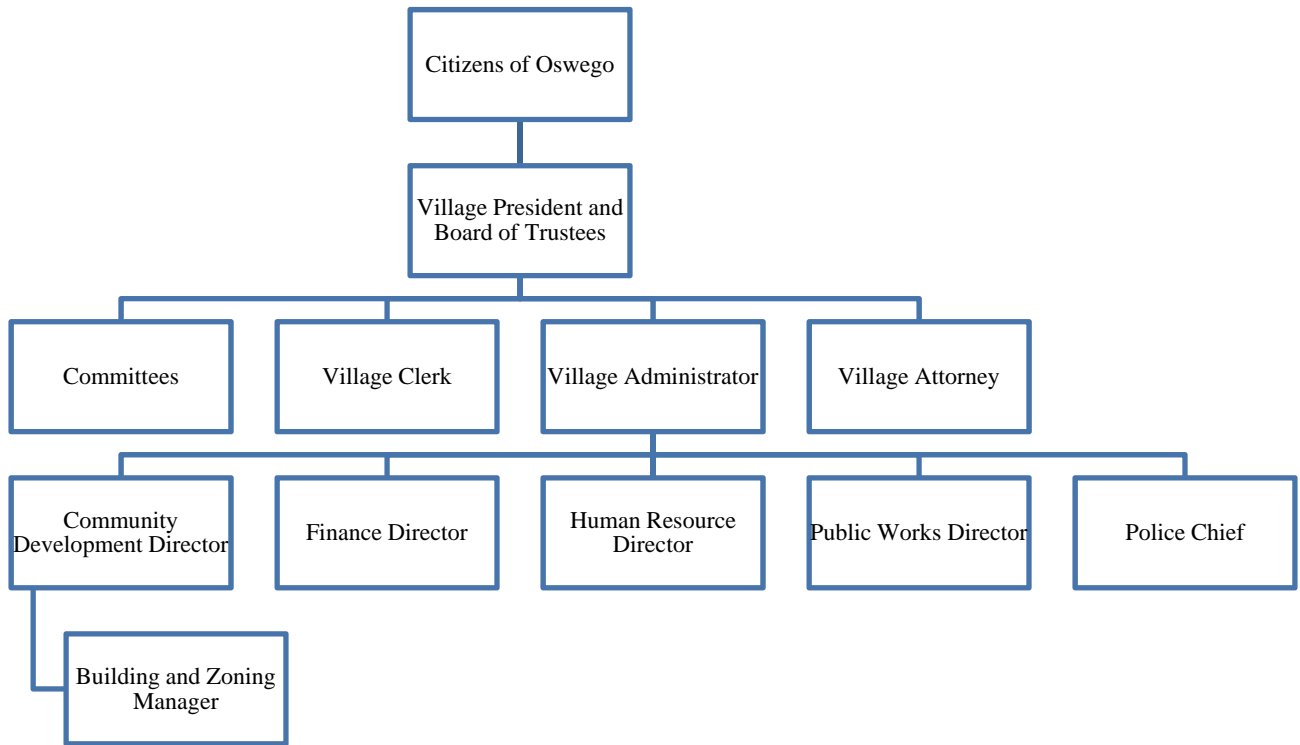 Citizens of Oswego
Village President and
Board of Trustees
Committees
Village Clerk
Village Administrator
Village Attorney
Community
Development Director
Finance Director
Human Resource
Director
Public Works Director
Police Chief
Building and Zoning
Manager